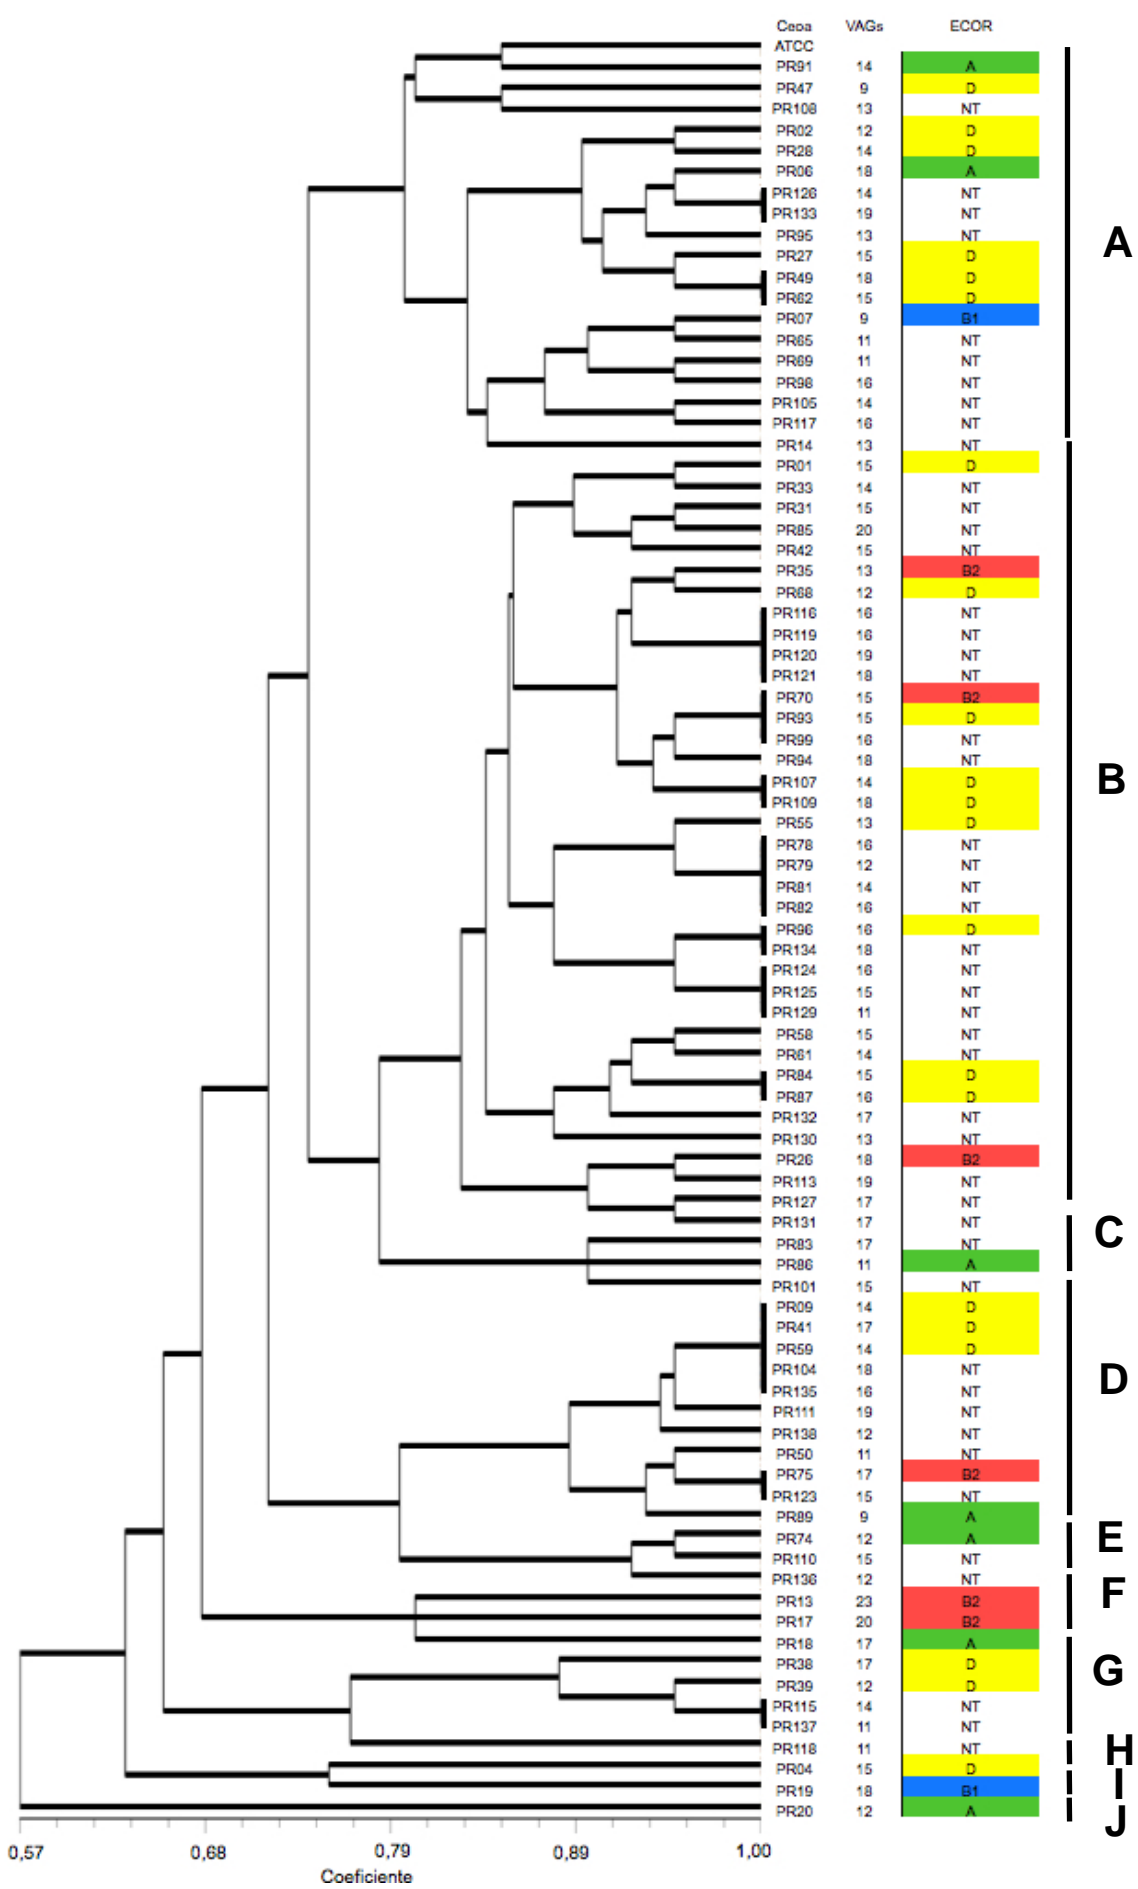 Cepa VAGs ECOR
ATCC
PR91 14 A
PR47 9 D
PR108 13 NT
PR02 12 D
PR28 14 D
PR06 18 A
PR126 14 NT
PR133 19 NT
PR95 13 NT
A
PR27 15 D
PR49 18 D
PR62 15 D
PR07 9 B1
PR65 11 NT
PR69 11 NT
PR98 16 NT
PR105 14 NT
PR117 16 NT
PR14 13 NT
PR01 15 D
PR33 14 NT
PR31 15 NT
PR85 20 NT
PR42 15 NT
PR35 13 B2
PR68 12 D
PR116 16 NT
PR119 16 NT
PR120 19 NT
PR121 18 NT
PR70 15 B2
PR93 15 D
PR99 16 NT
PR94 18 NT
PR107 14 D
B
PR109 18 D
PR55 13 D
PR78 16 NT
PR79 12 NT
PR81 14 NT
PR82 16 NT
PR96 16 D
PR134 18 NT
PR124 16 NT
PR125 15 NT
PR129 11 NT
PR58 15 NT
PR61 14 NT
PR84 15 D
PR87 16 D
PR132 17 NT
PR130 13 NT
PR26 18 B2
PR113 19 NT
PR127 17 NT
PR131 17 NT
C
PR83 17 NT
PR86 11 A
PR101 15 NT
PR09 14 D
PR41 17 D
PR59 14 D
PR104 18 NT
D
PR135 16 NT
PR111 19 NT
PR138 12 NT
PR50 11 NT
PR75 17 B2
PR123 15 NT
PR89 9 A
PR74 12 A
E
PR110 15 NT
PR136 12 NT
F
PR13 23 B2
PR17 20 B2
PR18 17 A
PR38 17 D
G
PR39 12 D
PR115 14 NT
PR137 11 NT
PR118 11 NT
H
PR04 15 D
I
PR19 18 B1
PR20 12 A
J
0,57 0,68 0,79 0,89 1,00
Coeficiente